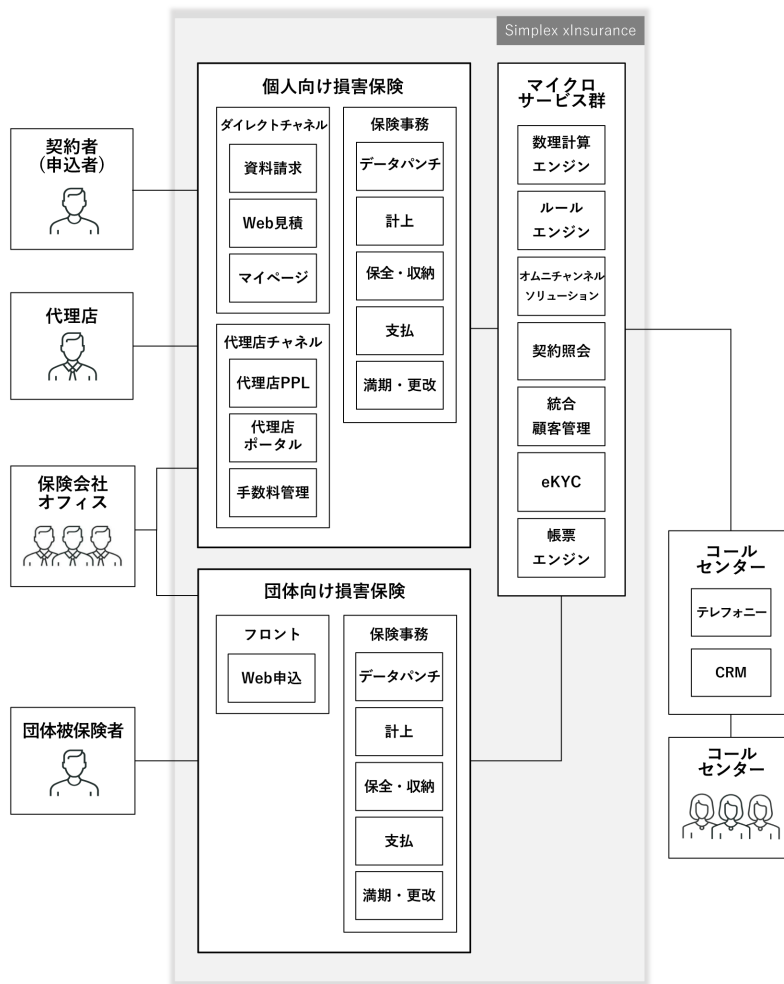 Simplex xInsurance
契約者
(申込者)
代理店
保険会社
オフィス
団体被保険者
個人向け損害保険
ダイレクトチャネル
資料請求
Web見積
マイページ
代理店チャネル
代理店PPL
代理店
ポータル
手数料管理
保険事務
データパンチ
計上
保全・収納
支払
満期・更改
団体向け損害保険
フロント
Web申込
保険事務
データパンチ
計上
保全・収納
支払
満期・更改
マイクロ
サービス群
数理計算
エンジン
ルール
エンジン
オムニチャンネル
ソリューション
契約照会
統合
顧客管理
eKYC
帳票
エンジン
コール
センター
テレフォニー
CRM
コール
センター